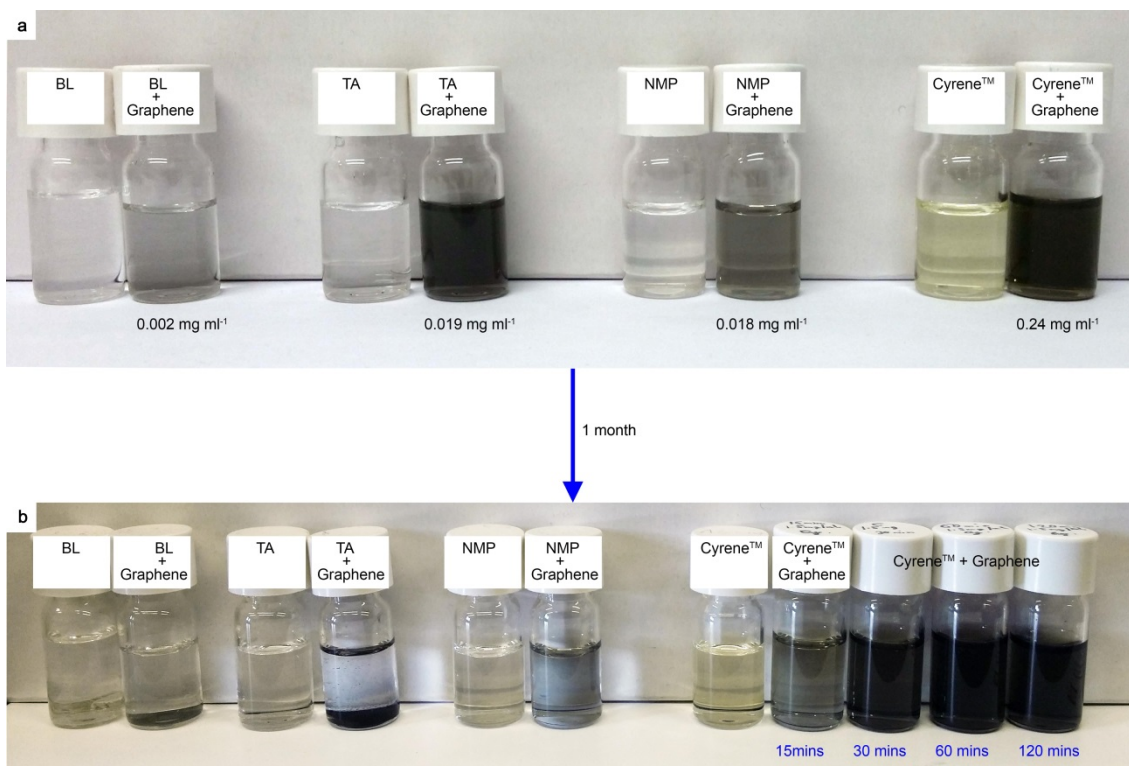 a
BL
BL
+
Graphene
TA
TA
+
Graphene
NMP
NMP
+
Graphene
Cyrene™
Cyrene™
+ Graphene
0.002 mg ml⁻¹
0.019 mg ml⁻¹
0.018 mg ml⁻¹
0.24 mg ml⁻¹
1 month
b
BL
BL
+
Graphene
TA
TA
+
Graphene
NMP
NMP
+
Graphene
Cyrene™
Cyrene™
+
Graphene
Cyrene™ + Graphene
15mins
30 mins
60 mins
120 mins